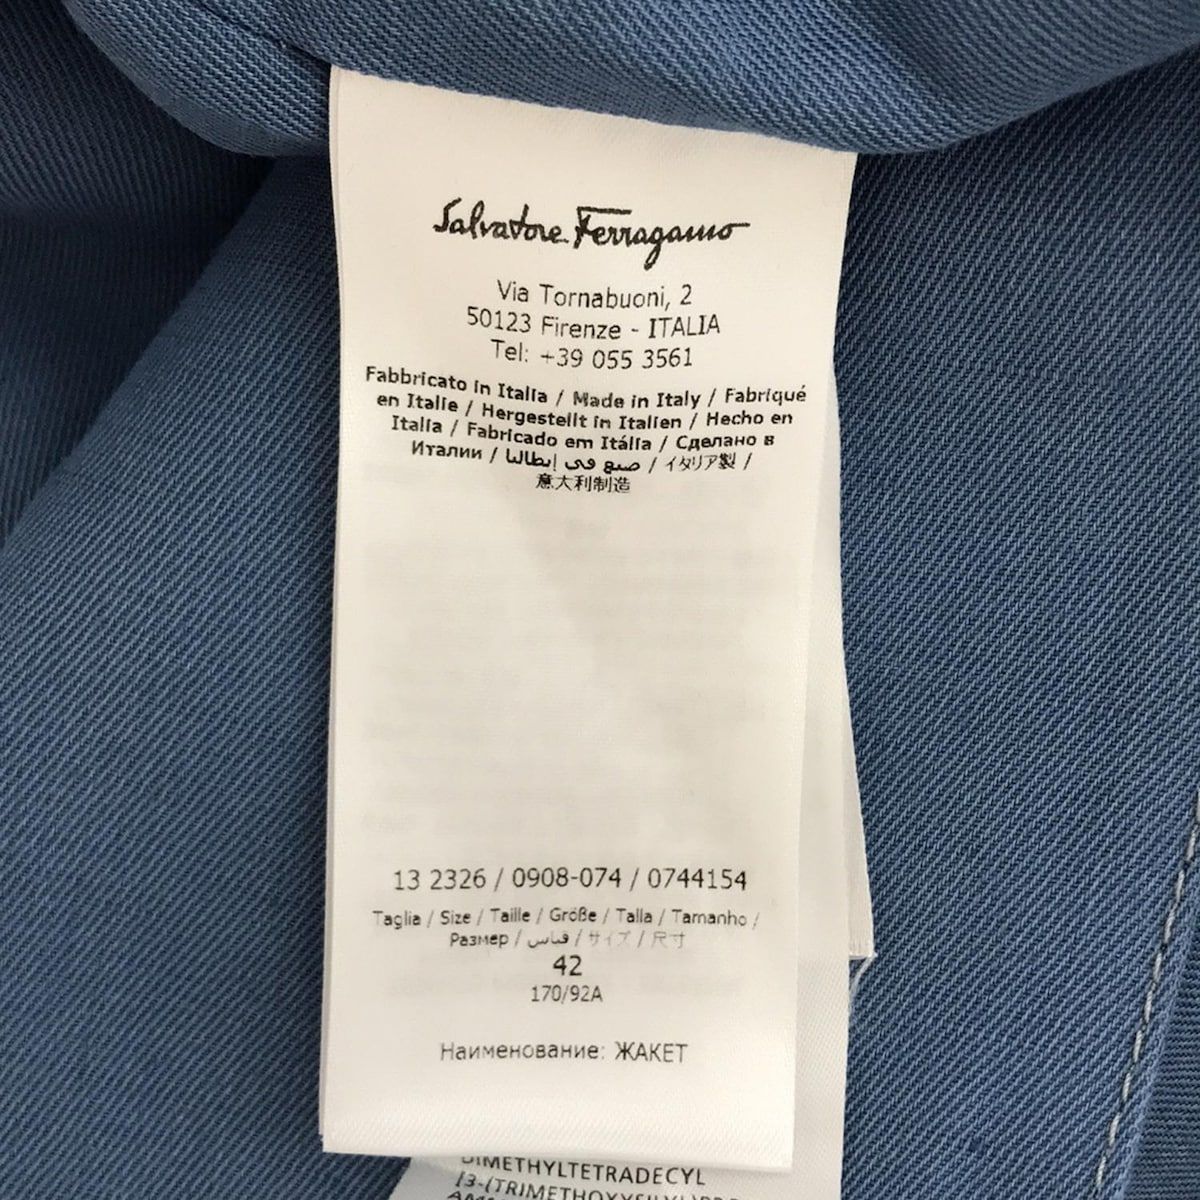 Salvatore Ferragamo
Via Tornabuoni, 2
50123 Firenze - ITALIA
Tel: +39 055 3561
Fabbricato in Italia / Made in Italy / Fabriqué
en Italie / Hergestellt in Italien / Hecho en
Italia / Fabricado em Itália / Сделано в
Италии / صنع في إيطاليا / イタリア製 /
意大利制造
13 2326 / 0908-074 / 0744154
Taglia / Size / Taille / Größe / Talla / Tamanho /
Размер / قياس / サイズ / 尺寸
42
170/92A
Наименование: ЖАКЕТ
DIMETHYLTETRADECYL